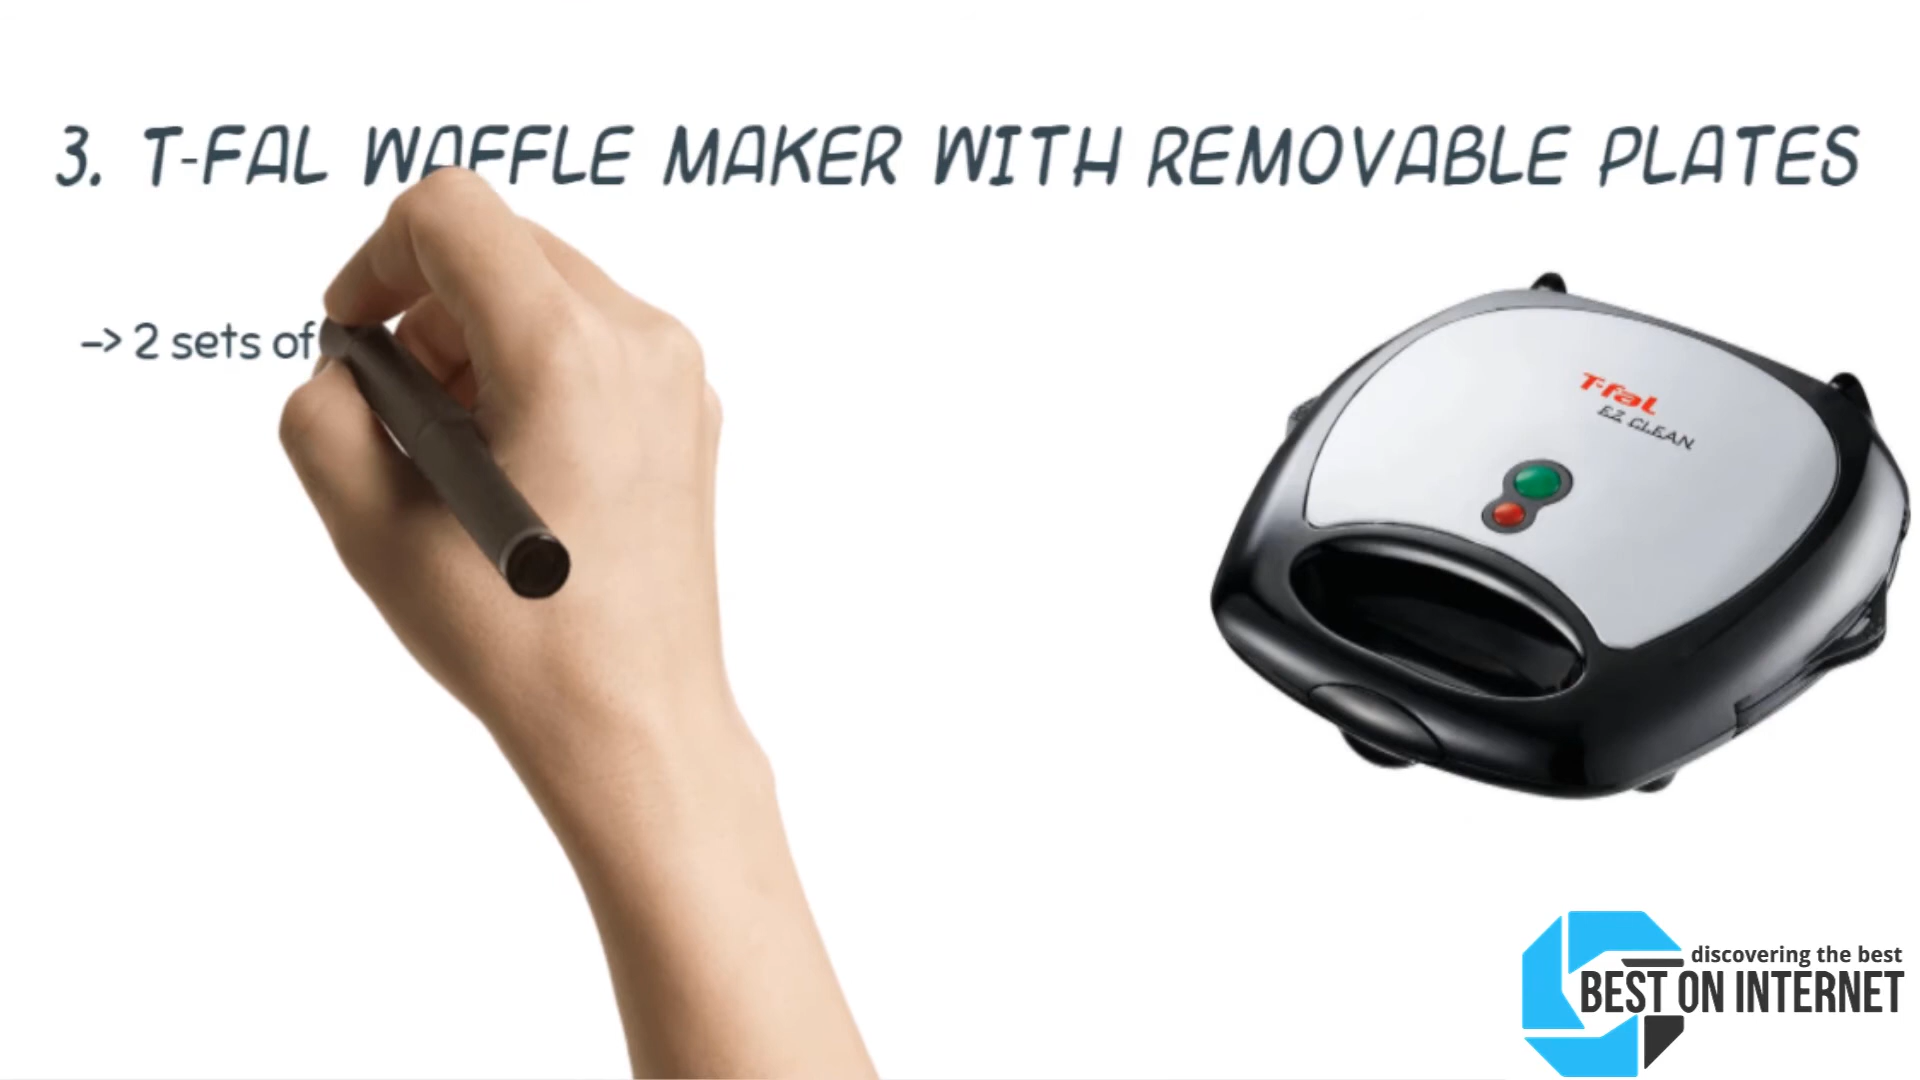 3. T-FAL WAFFLE MAKER WITH REMOVABLE PLATES
-> 2 sets of
T-fal
EZ CLEAN
discovering the best
BEST ON INTERNET